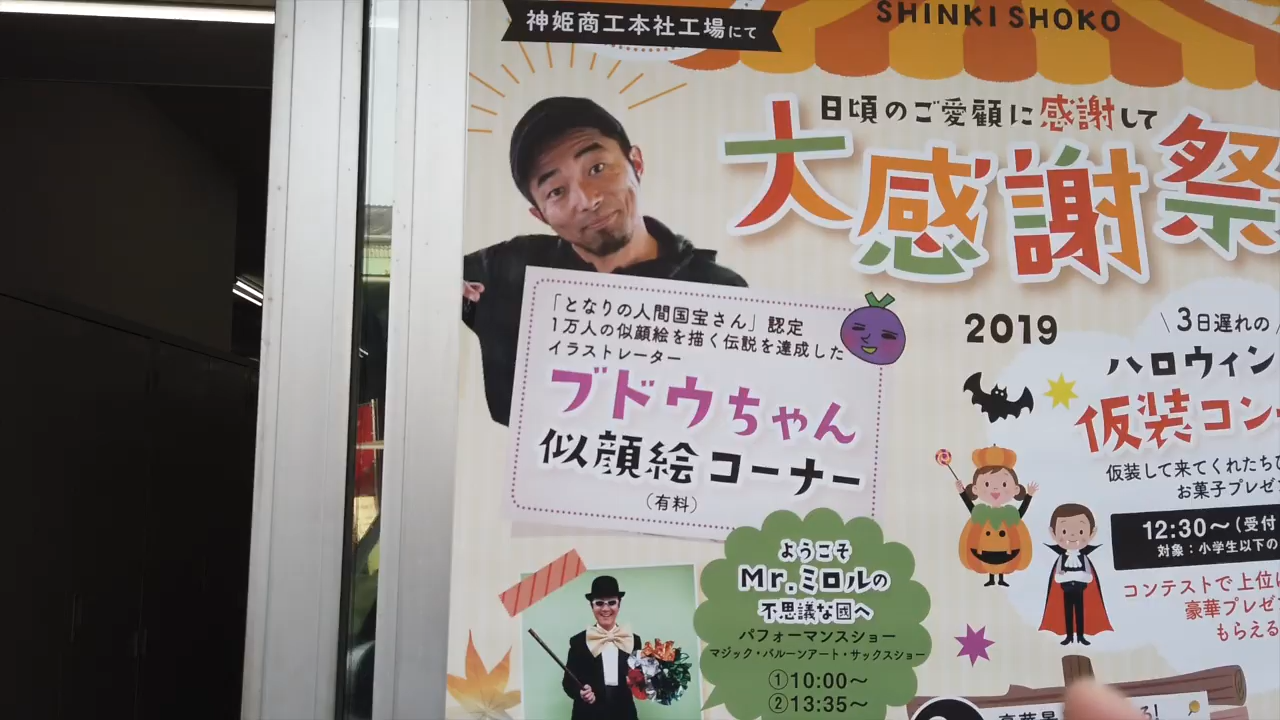 神姫商工本社工場にて
SHINKI SHOKO
日頃のご愛顧に感謝して
大感謝祭
「となりの人間国宝さん」認定
1万人の似顔絵を描く伝説を達成した
イラストレーター
ブドウちゃん
似顔絵コーナー
（有料）
2019
3日遅れの
ハロウィン
仮装コン
仮装して来てくれたちび
お菓子プレゼ
12:30～（受付
対象：小学生以下の
コンテストで上位に
豪華プレゼ
もらえる
ようこそ
Mr.ミロルの
不思議な國へ
パフォーマンスショー
マジック・バルーンアート・サックスショー
①10:00～
②13:35～